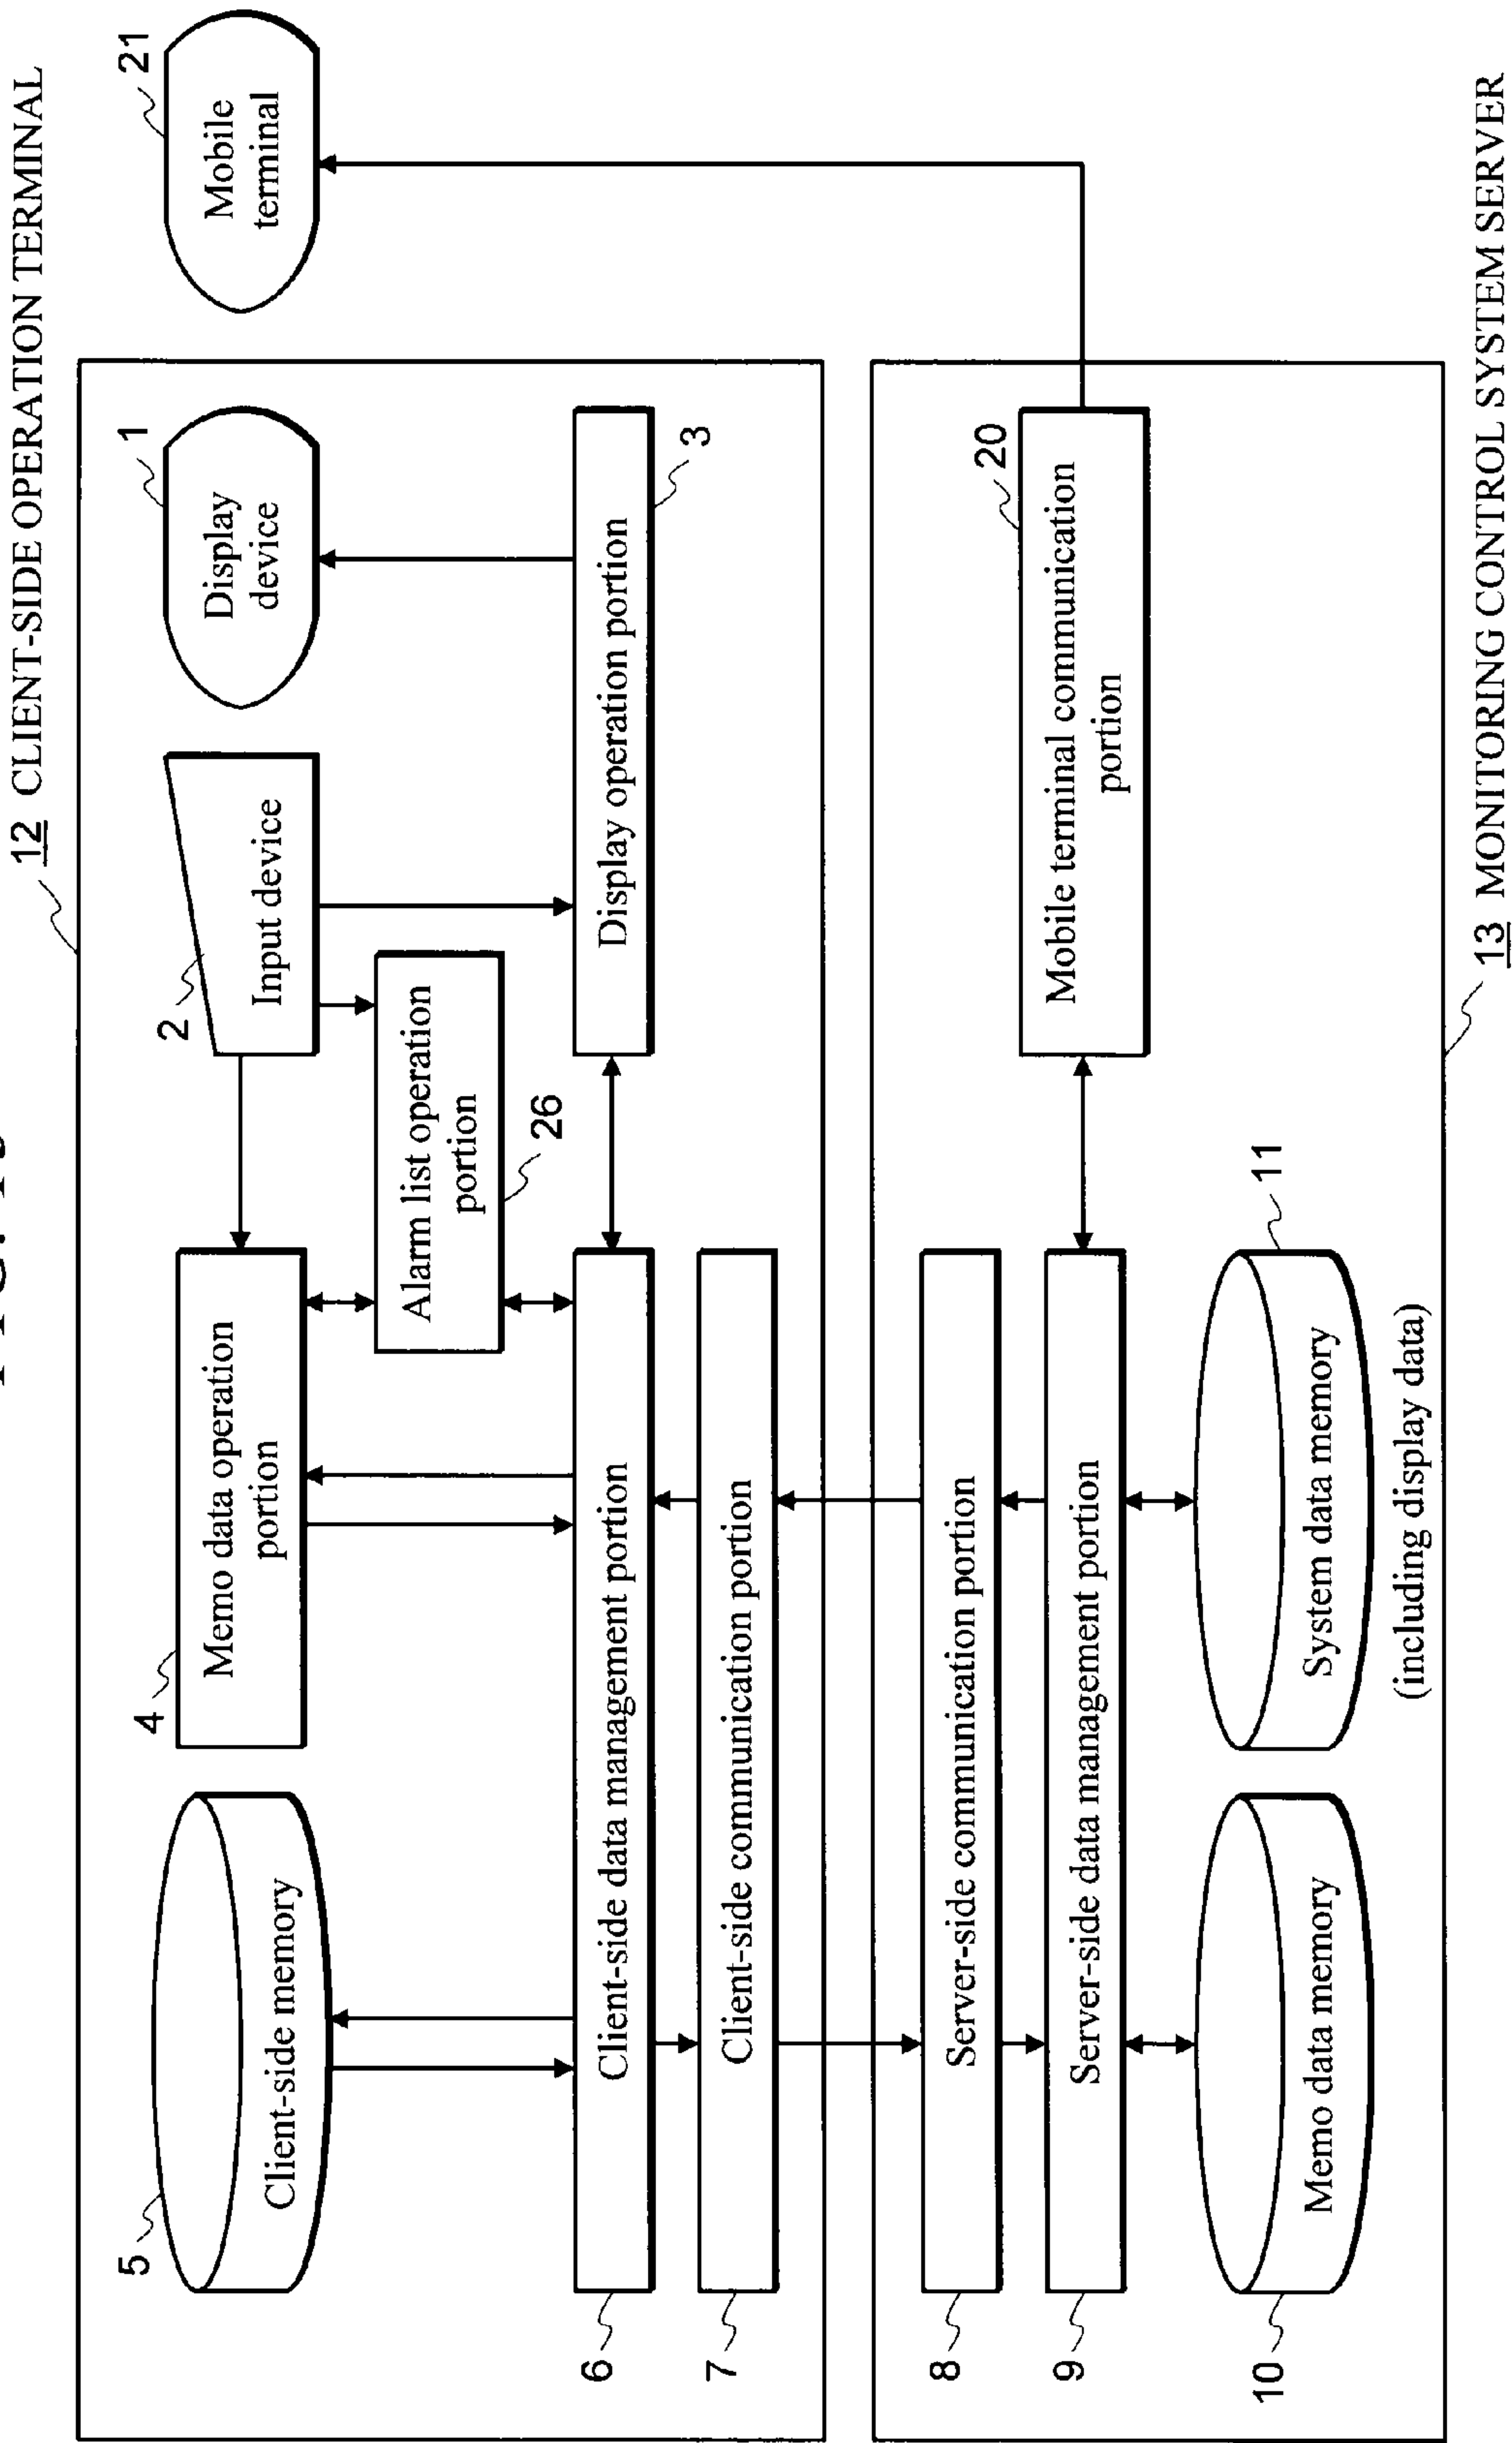 12 CLIENT-SIDE OPERATION TERMINAL
5
Client-side memory
4
Memo data operation
portion
2
Input device
1
Display
device
21
Mobile
terminal
Alarm list operation
portion
26
6
Client-side data management portion
Display operation portion
3
7
Client-side communication portion
8
Server-side communication portion
20
Mobile terminal communication
portion
9
Server-side data management portion
10
Memo data memory
11
System data memory
(including display data)
13 MONITORING CONTROL SYSTEM SERVER